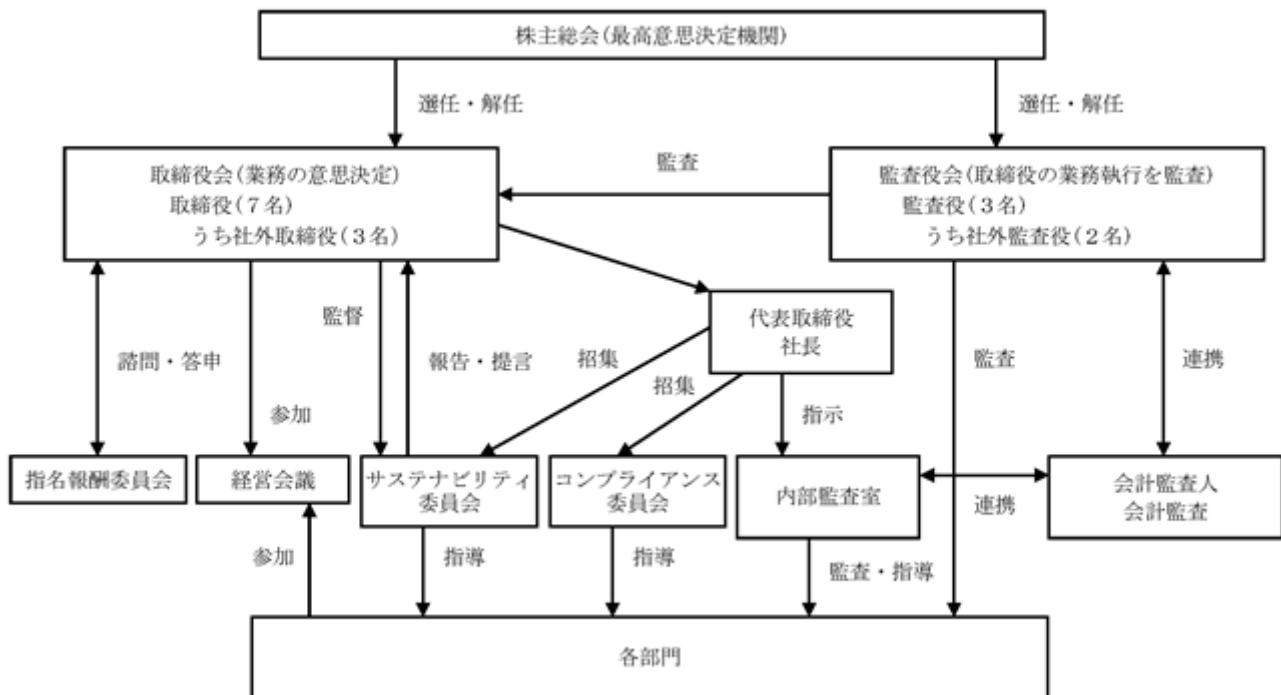 株主総会(最高意思決定機関)
選任・解任
選任・解任
取締役会(業務の意思決定)
取締役(7名)
うち社外取締役(3名)
監査
監査役会(取締役の業務執行を監査)
監査役(3名)
うち社外監査役(2名)
代表取締役
社長
諮問・答申
参加
監督
報告・提言
招集
招集
指示
監査
連携
指名報酬委員会
経営会議
サステナビリティ
委員会
コンプライアンス
委員会
内部監査室
連携
会計監査人
会計監査
参加
指導
指導
監査・指導
各部門